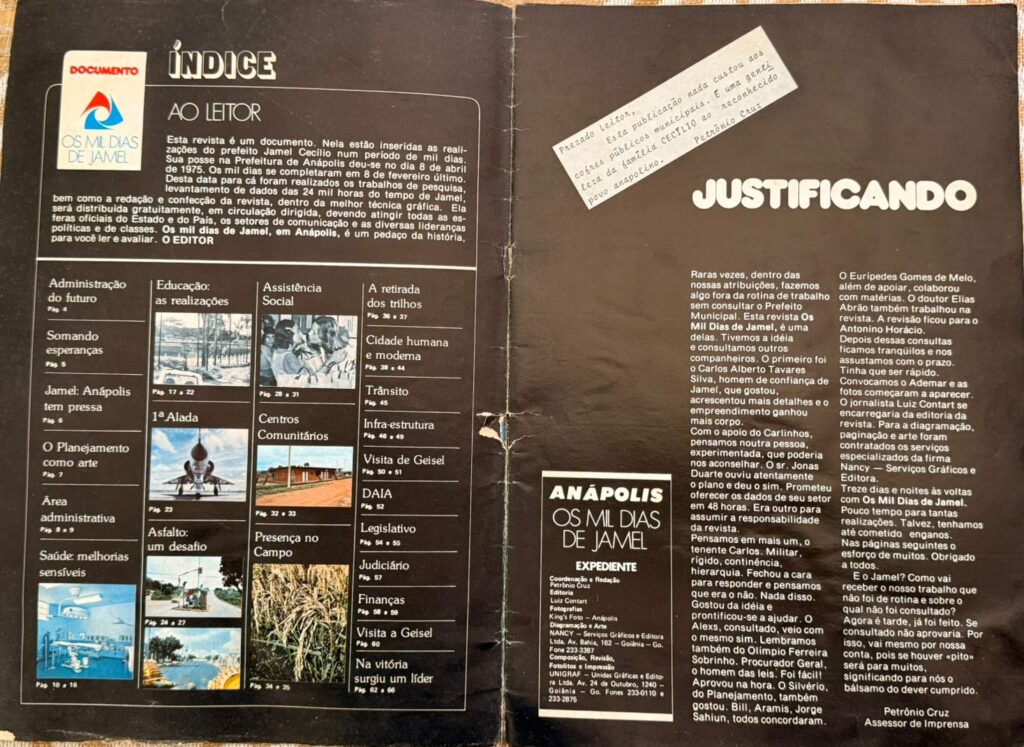 DOCUMENTO
OS MIL DIAS
DE JAMEL
ÍNDICE
AO LEITOR
Esta revista é um documento. Nela estão inseridas as reali-
zações do prefeito Jamel Cecílio num período de mil dias.
Sua posse na Prefeitura de Anápolis deu-se no dia 8 de abril
de 1975. Os mil dias se completaram em 8 de fevereiro último.
Desta data para cá foram realizados os trabalhos de pesquisa,
levantamento de dados das 24 mil horas do tempo de Jamel,
bem como a redação e confecção da revista, dentro da melhor técnica gráfica. Ela
será distribuída gratuitamente, em circulação dirigida, devendo atingir todas as es-
feras oficiais do Estado e do País, os setores de comunicação e as diversas lideranças
políticas e de classes. Os mil dias de Jamel, em Anápolis, é um pedaço da história,
para você ler e avaliar. O EDITOR
Administração
do futuro
Pág. 4
Somando
esperanças
Pág. 5
Jamel: Anápolis
tem pressa
Pág. 6
O Planejamento
como arte
Pág. 7
Área
administrativa
Pág. 8 e 9
Saúde: melhorias
sensíveis
Pág. 10 a 16
Educação:
as realizações
Pág. 17 a 22
1ª Alada
Pág. 23
Asfalto:
um desafio
Pág. 24 a 27
Assistência
Social
Pág. 28 a 31
Centros
Comunitários
Pág. 32 a 33
Presença no
Campo
Pág. 34 e 35
A retirada
dos trilhos
Pág. 36 e 37
Cidade humana
e moderna
Pág. 38 a 44
Trânsito
Pág. 45
Infra-estrutura
Pág. 46 a 49
Visita de Geisel
Pág. 50 e 51
DAIA
Pág. 52
Legislativo
Pág. 54 e 55
Judiciário
Pág. 57
Finanças
Pág. 58 e 59
Visita a Geisel
Pág. 60
Na vitória
surgiu um líder
Pág. 62 a 66
Prezado Leitor,
Esta publicação nada custou aos
cofres públicos municipais. É uma genti
leza da família CECÍLIO ao reconhecido
povo anapolino. Petrônio Cruz
JUSTIFICANDO
Raras vezes, dentro das
nossas atribuições, fazemos
algo fora da rotina de trabalho
sem consultar o Prefeito
Municipal. Esta revista Os
Mil Dias de Jamel, é uma
delas. Tivemos a idéia
e consultamos outros
companheiros. O primeiro foi
o Carlos Alberto Tavares
Silva, homem de confiança de
Jamel, que gostou,
acrescentou mais detalhes e o
empreendimento ganhou
mais corpo.
Com o apoio do Carlinhos,
pensamos noutra pessoa,
experimentada, que poderia
nos aconselhar. O sr. Jonas
Duarte ouviu atentamente
o plano e deu o sim. Prometeu
oferecer os dados de seu setor
em 48 horas. Era outro para
assumir a responsabilidade
da revista.
Pensamos em mais um, o
tenente Carlos. Militar,
rígido, continência,
hierarquia. Fechou a cara
para responder e pensamos
que era o não. Nada disso.
Gostou da idéia e
prontificou-se a ajudar. O
Alexs, consultado, veio com
o mesmo sim. Lembramos
também do Olímpio Ferreira
Sobrinho. Procurador Geral,
o homem das leis. Foi fácil!
Aprovou na hora. O Silvério,
do Planejamento, também
gostou. Bill, Aramis, Jorge
Sahiun, todos concordaram.
O Eurípedes Gomes de Melo,
além de apoiar, colaborou
com matérias. O doutor Elias
Abrão também trabalhou na
revista. A revisão ficou para o
Antonino Horácio.
Depois dessas consultas
ficamos tranqüilos e nos
assustamos com o prazo.
Tinha que ser rápido.
Convocamos o Ademar e as
fotos começaram a aparecer.
O jornalista Luiz Contart se
encarregaria da editoria da
revista. Para a diagramação,
paginação e arte foram
contratados os serviços
especializados da firma
Nancy — Serviços Gráficos e
Editora.
Treze dias e noites às voltas
com Os Mil Dias de Jamel.
Pouco tempo para tantas
realizações. Talvez, tenhamos
até cometido enganos.
Nas páginas seguintes o
esforço de muitos. Obrigado
a todos.
E o Jamel? Como vai
receber o nosso trabalho que
não foi de rotina e sobre o
qual não foi consultado?
Agora é tarde, já foi feito. Se
consultado não aprovaria. Por
isso, vai mesmo por nossa
conta, pois se houver «pito»
será para muitos,
significando para nós o
bálsamo do dever cumprido.
Petrônio Cruz
Assessor de Imprensa
ANÁPOLIS
OS MIL DIAS
DE JAMEL
EXPEDIENTE
Coordenação e Redação
Petrônio Cruz
Editoria
Luiz Contart
Fotografias
King's Foto — Anápolis
Diagramação e Arte
NANCY — Serviços Gráficos e Editora
Ltda. Av. Bahia, 162 — Goiânia — Go.
Fone 233-3387
Composição, Revisão,
Fotolitos e Impressão
UNIGRAF — Unidas Gráficas e Edito-
ra Ltda. Av. 24 de Outubro, 1240 —
Goiânia — Go. Fones 233-0110 e
233-2875